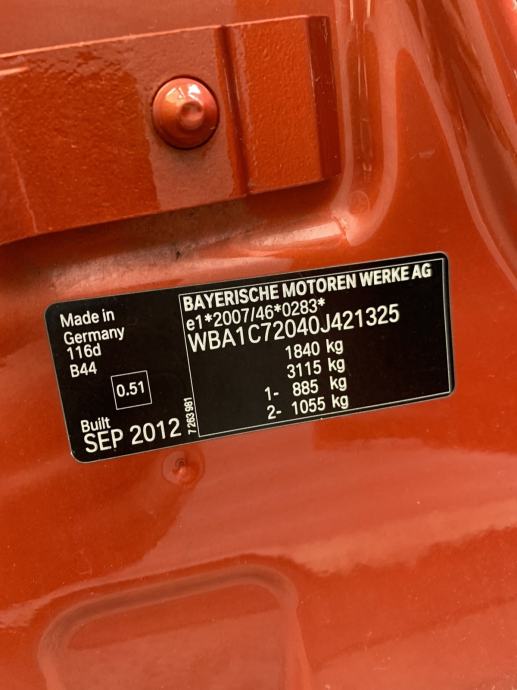 BAYERISCHE MOTOREN WERKE AG
e1*2007/46*0283*
WBA1C72040J421325
1840 kg
3115 kg
1- 885 kg
2- 1055 kg
Made in
Germany
116d
B44
0.51
Built
SEP 2012
7 263 981